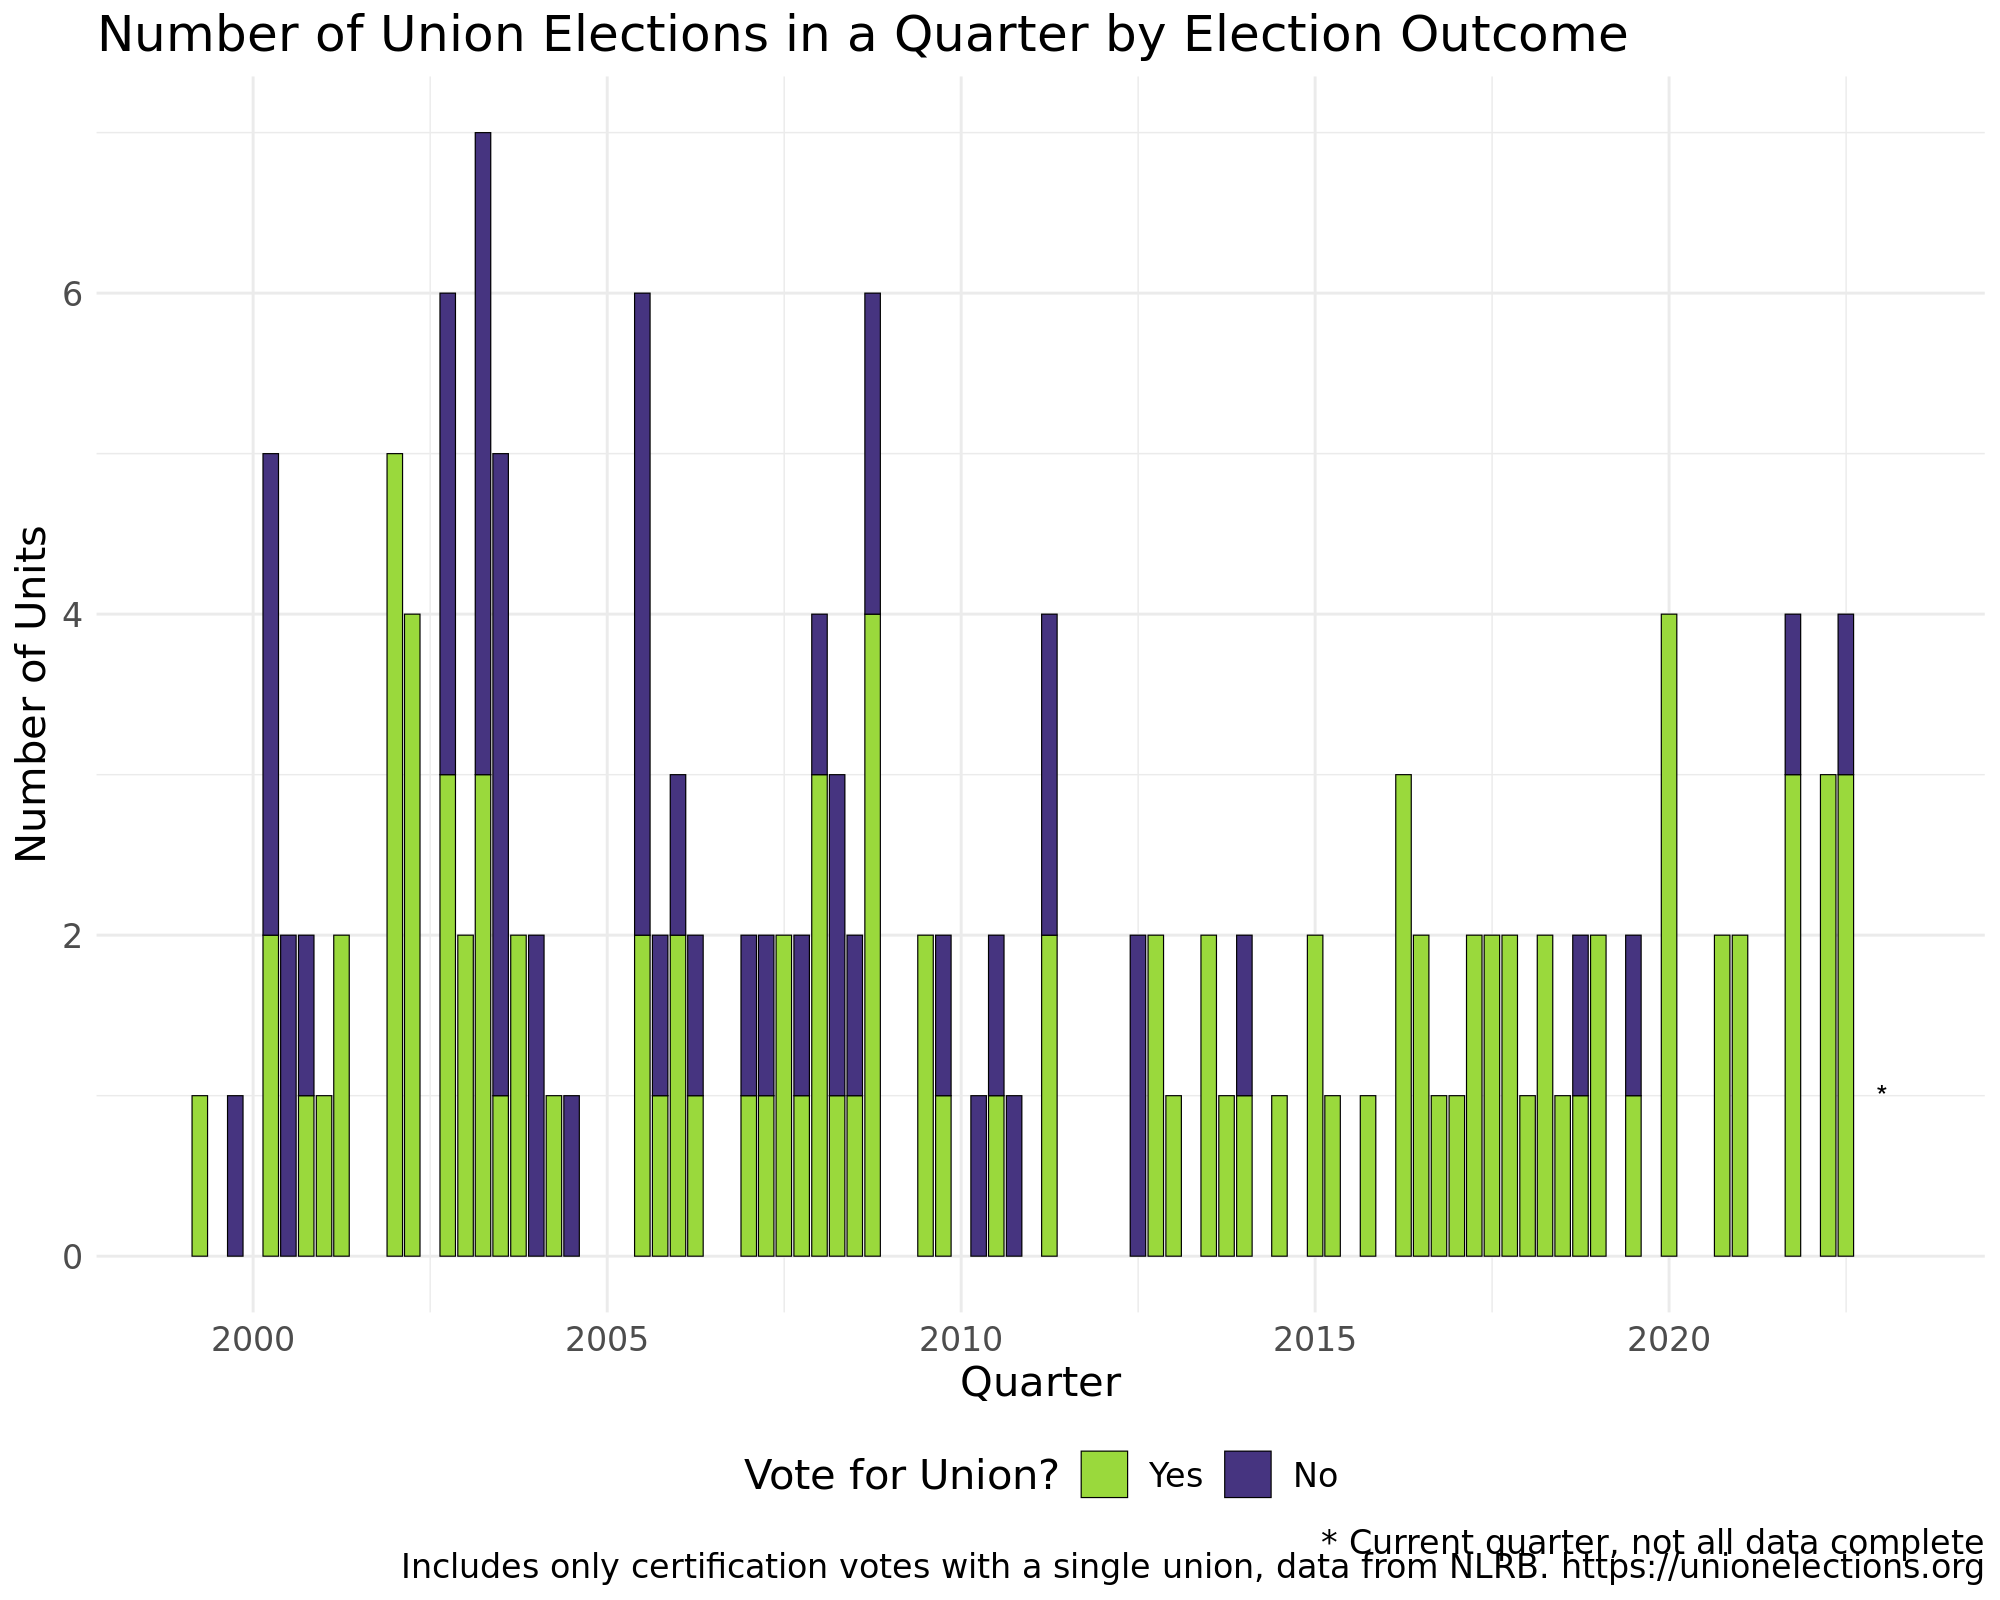 Number of Union Elections in a Quarter by Election Outcome
Number of Units
6
4
2
0
*
2000 2005 2010 2015 2020
Quarter
Vote for Union? Yes No
* Current quarter, not all data complete
Includes only certification votes with a single union, data from NLRB. https://unionelections.org